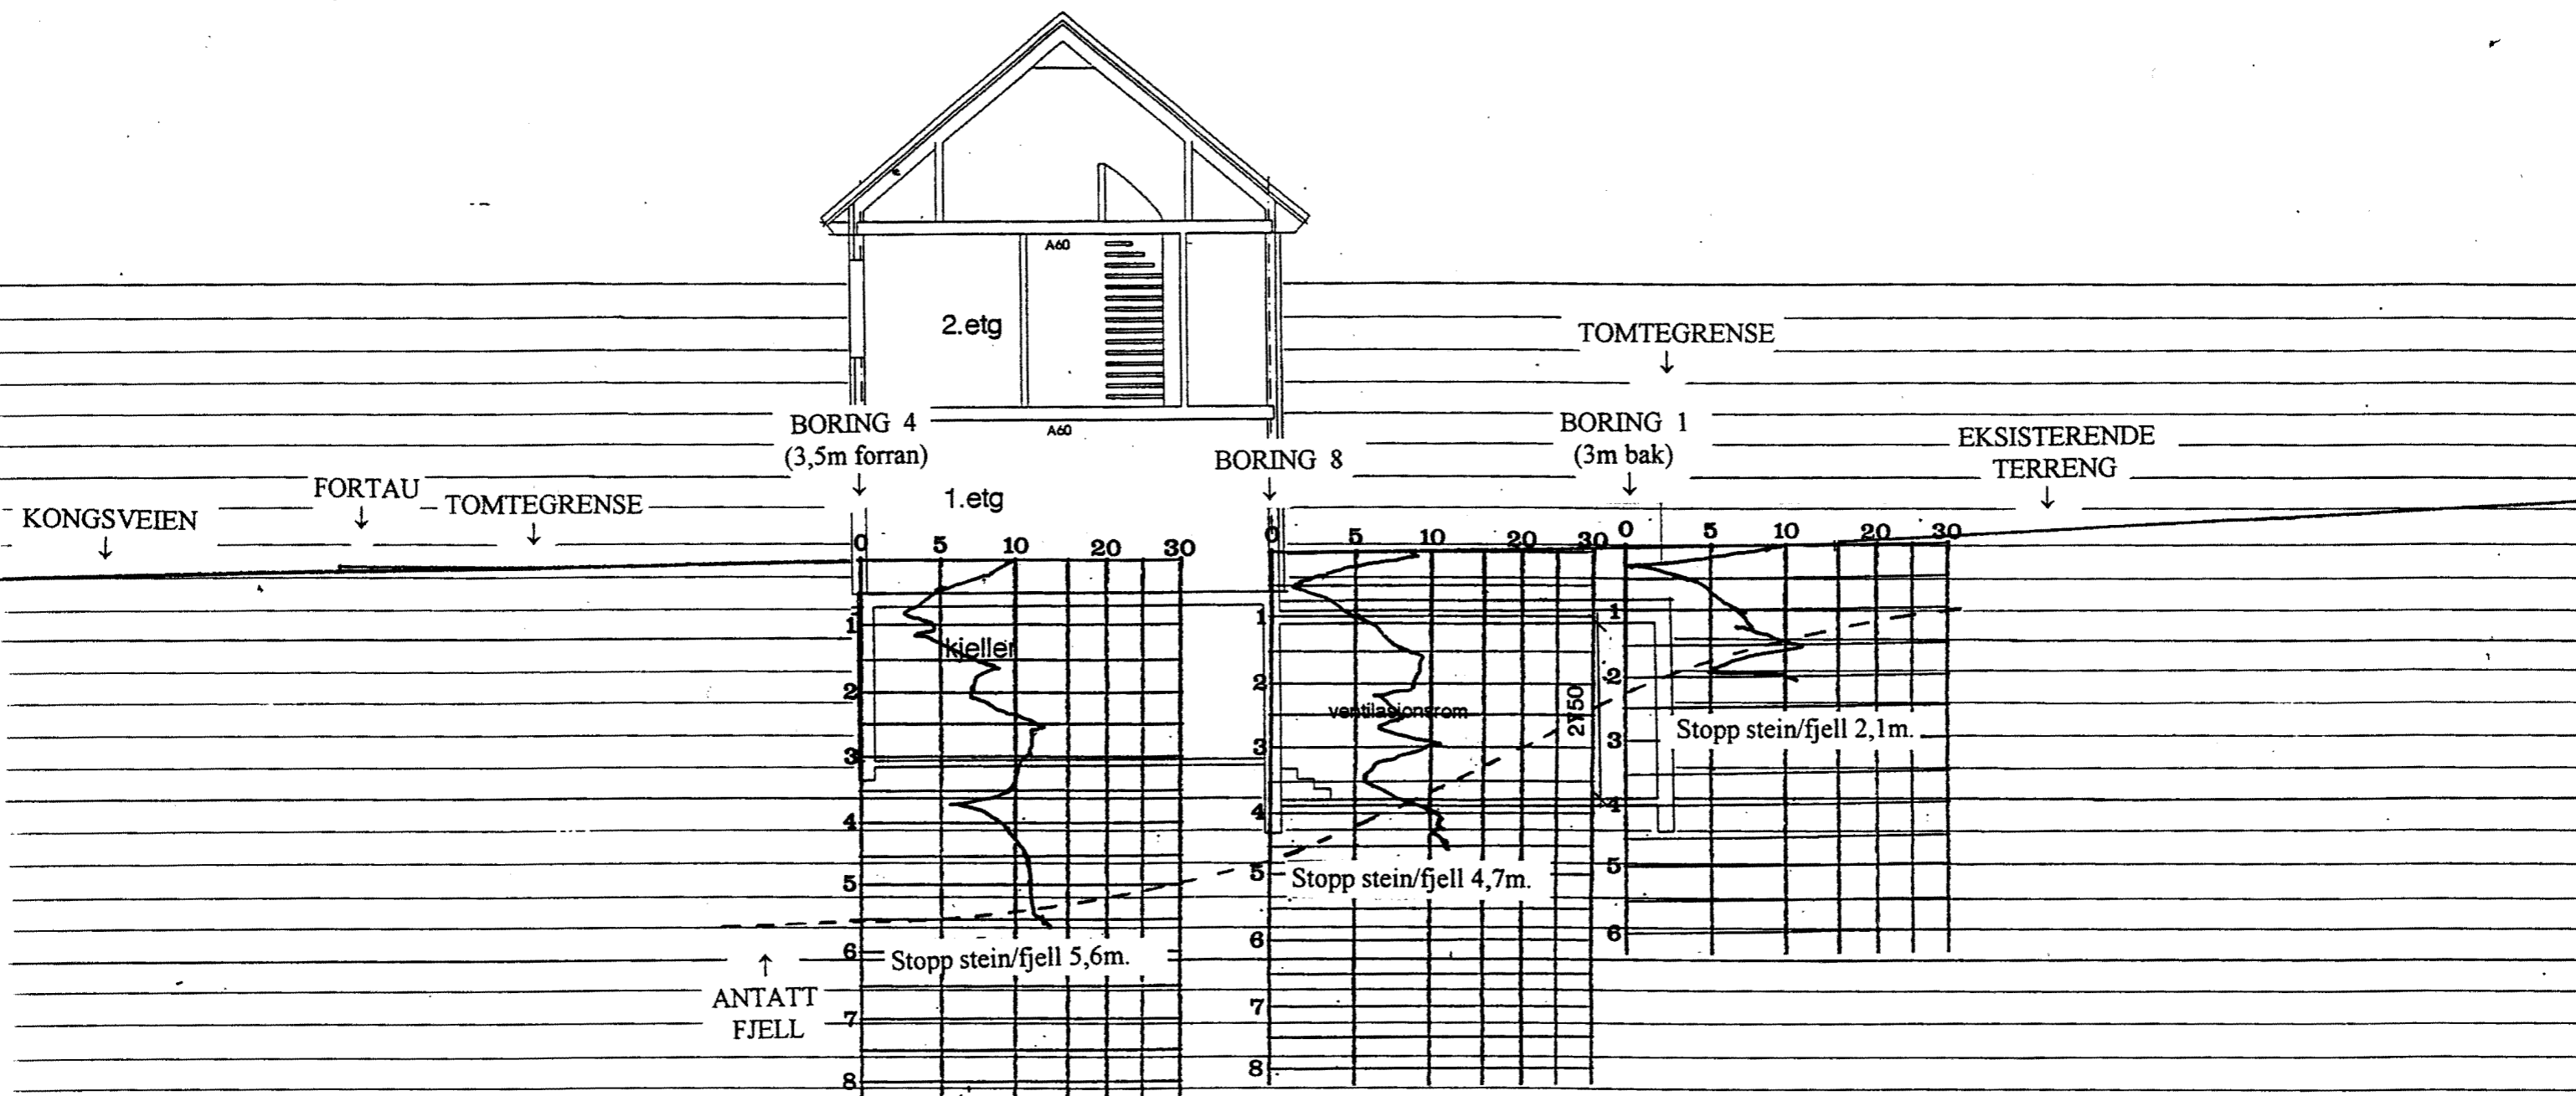 A60
2.etg
TOMTEGRENSE
BORING 4
(3,5m forran)
A60
BORING 8
BORING 1
(3m bak)
EKSISTERENDE
TERRENG
FORTAU
TOMTEGRENSE
KONGSVEIEN
1.etg
0 5 10 20 30
0 5 10 20 30
0 5 10 20 30
1
2
3
4
5
6
7
8
kjeller
Stopp stein/fjell 5,6m.
1
2
3
4
5
6
7
8
ventilasjonsrom
2750
Stopp stein/fjell 4,7m.
1
2
3
4
5
6
Stopp stein/fjell 2,1m.
ANTATT
FJELL